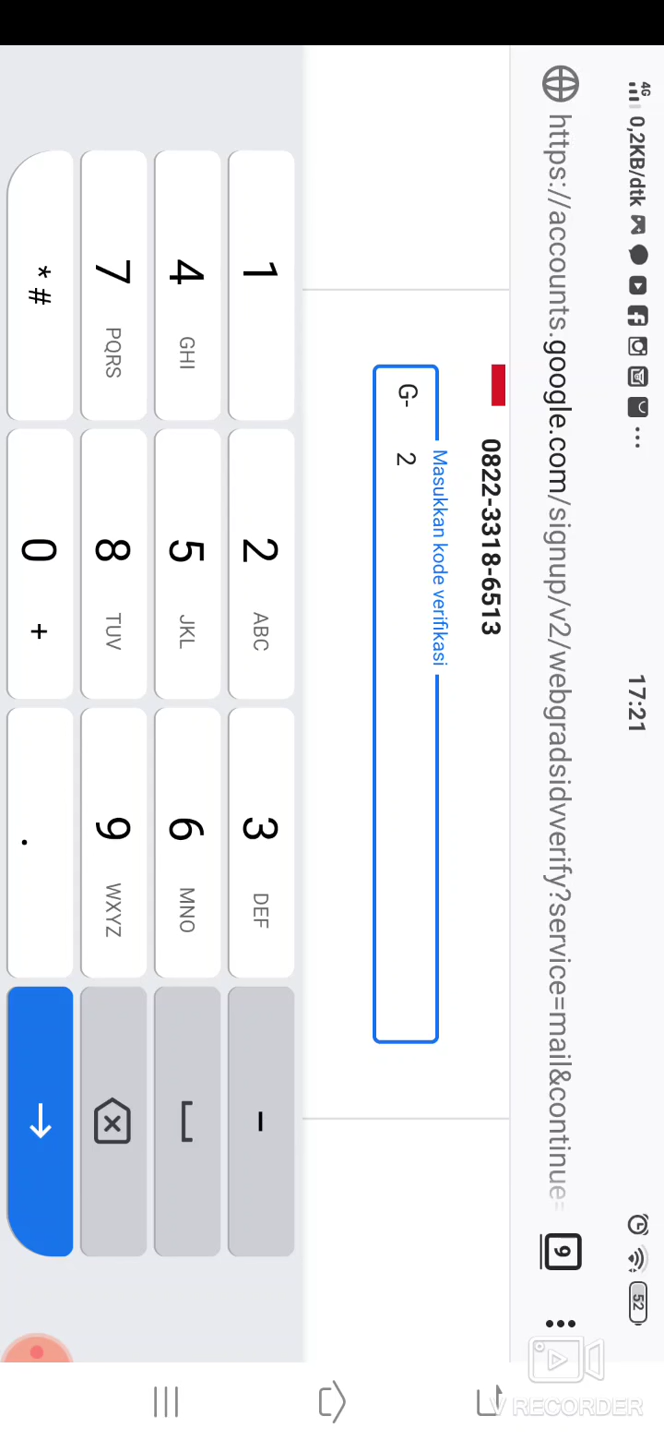 4G 0,2KB/dtk 17:21 52
https://accounts.google.com/signup/v2/webgradsidvverify?service=mail&continue=
9
0822-3318-6513
Masukkan kode verifikasi
G- 2
1 2 ABC 3 DEF -
4 GHI 5 JKL 6 MNO
7 PQRS 8 TUV 9 WXYZ
*# 0 + .
V RECORDER